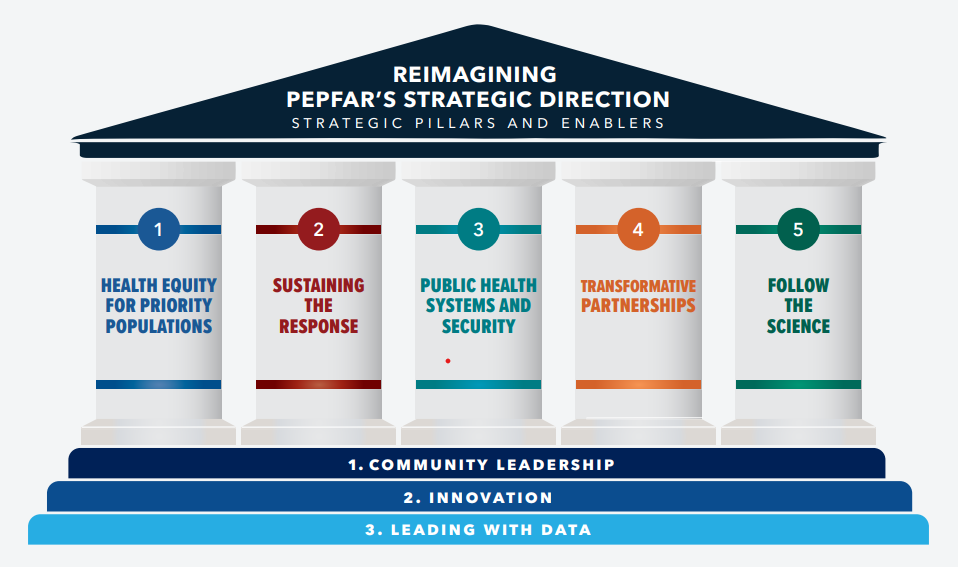 REIMAGINING
PEPFAR'S STRATEGIC DIRECTION
STRATEGIC PILLARS AND ENABLERS
1
HEALTH EQUITY
FOR PRIORITY
POPULATIONS
2
SUSTAINING
THE
RESPONSE
3
PUBLIC HEALTH
SYSTEMS AND
SECURITY
4
TRANSFORMATIVE
PARTNERSHIPS
5
FOLLOW
THE
SCIENCE
1. COMMUNITY LEADERSHIP
2. INNOVATION
3. LEADING WITH DATA